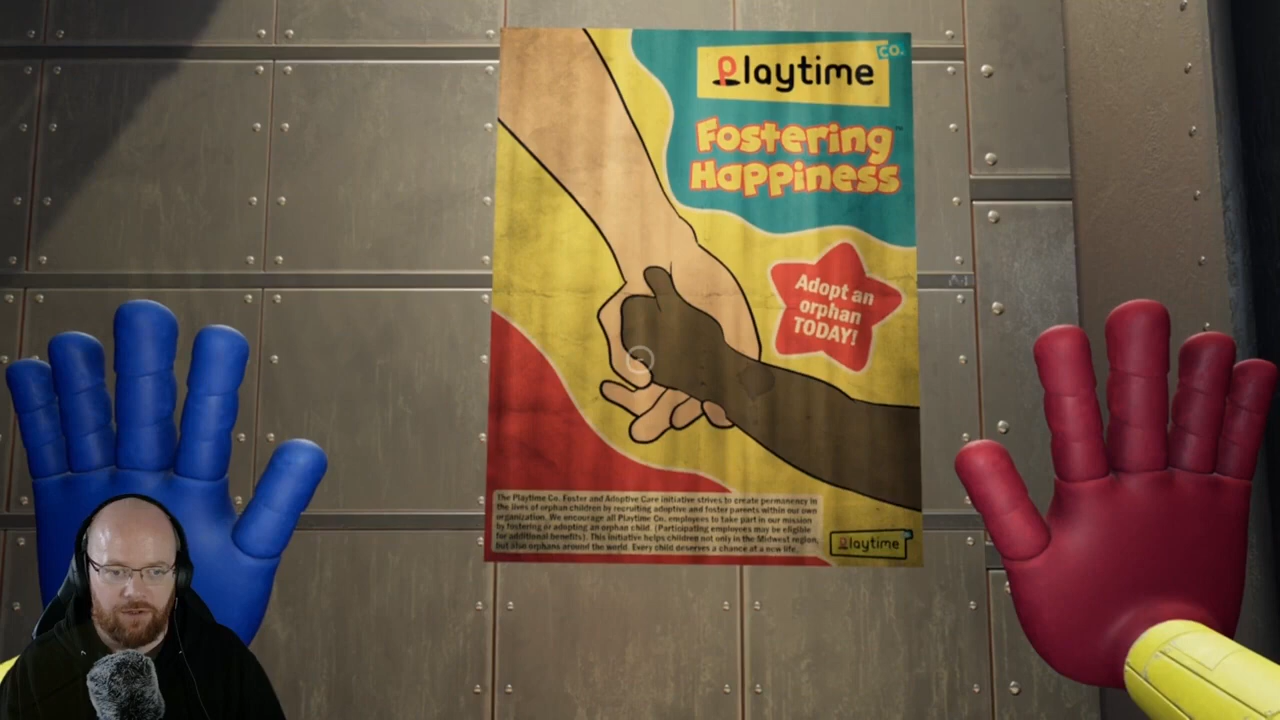 Playtime CO.
Fostering™
Happiness
Adopt an
orphan
TODAY!
The Playtime Co. Foster and Adoptive Care initiative strives to create permanency in
the lives of orphan children by recruiting adoptive and foster parents within our own
organization. We encourage all Playtime Co. employees to take part in our mission
by fostering or adopting an orphan child. (Participating employees may be eligible
for additional benefits). This initiative helps children not only in the Midwest region,
but also orphans around the world. Every child deserves a chance at a new life.
Playtime